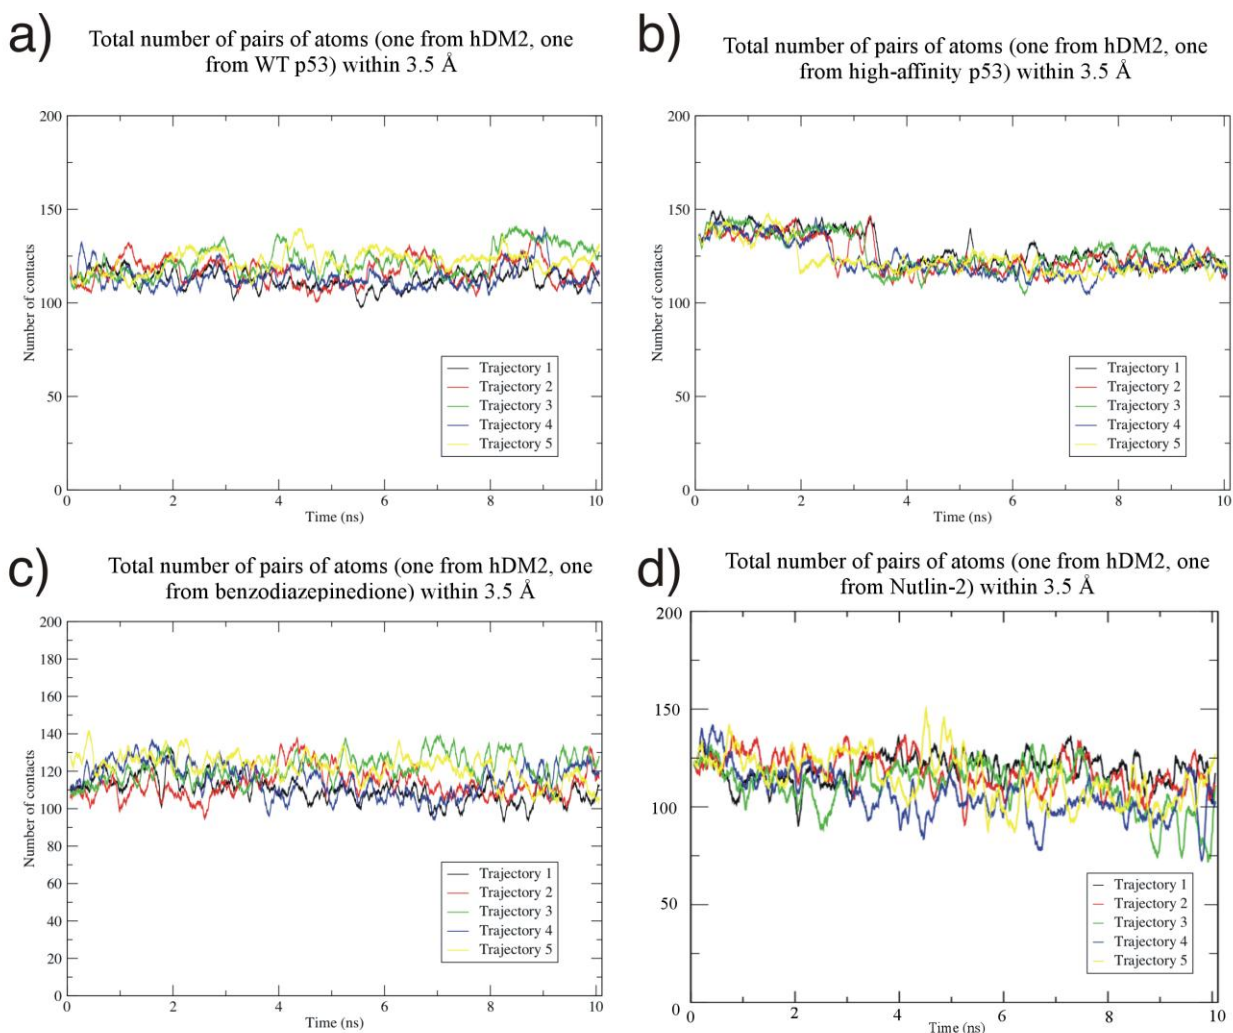 a)
Total number of pairs of atoms (one from hDM2, one
from WT p53) within 3.5 Å
200
150
100
50
0
Number of contacts
Trajectory 1
Trajectory 2
Trajectory 3
Trajectory 4
Trajectory 5
0 2 4 6 8 10
Time (ns)
b)
Total number of pairs of atoms (one from hDM2, one
from high-affinity p53) within 3.5 Å
200
150
100
50
0
Number of contacts
Trajectory 1
Trajectory 2
Trajectory 3
Trajectory 4
Trajectory 5
0 2 4 6 8 10
Time (ns)
c)
Total number of pairs of atoms (one from hDM2, one
from benzodiazepinedione) within 3.5 Å
200
180
160
140
120
100
80
60
40
20
0
Number of contacts
Trajectory 1
Trajectory 2
Trajectory 3
Trajectory 4
Trajectory 5
0 2 4 6 8 10
Time (ns)
d)
Total number of pairs of atoms (one from hDM2, one
from Nutlin-2) within 3.5 Å
200
150
100
50
0
Trajectory 1
Trajectory 2
Trajectory 3
Trajectory 4
Trajectory 5
0 2 4 6 8 10
Time (ns)